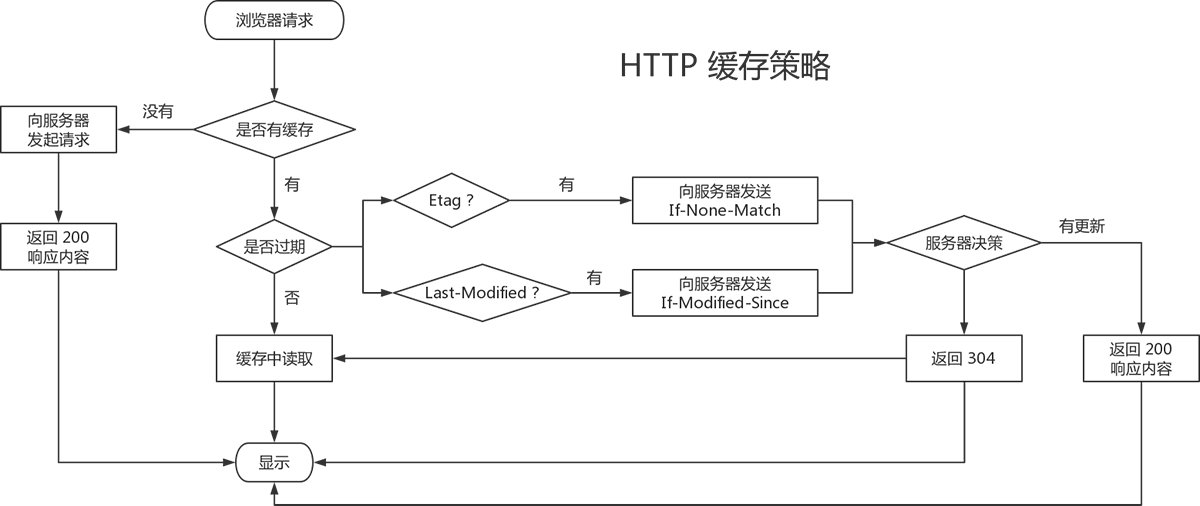 浏览器请求
HTTP 缓存策略
没有
向服务器
发起请求
是否有缓存
有
Etag ?
有
向服务器发送
If-None-Match
返回 200
响应内容
是否过期
服务器决策
有更新
Last-Modified ?
有
向服务器发送
If-Modified-Since
否
缓存中读取
返回 304
返回 200
响应内容
显示